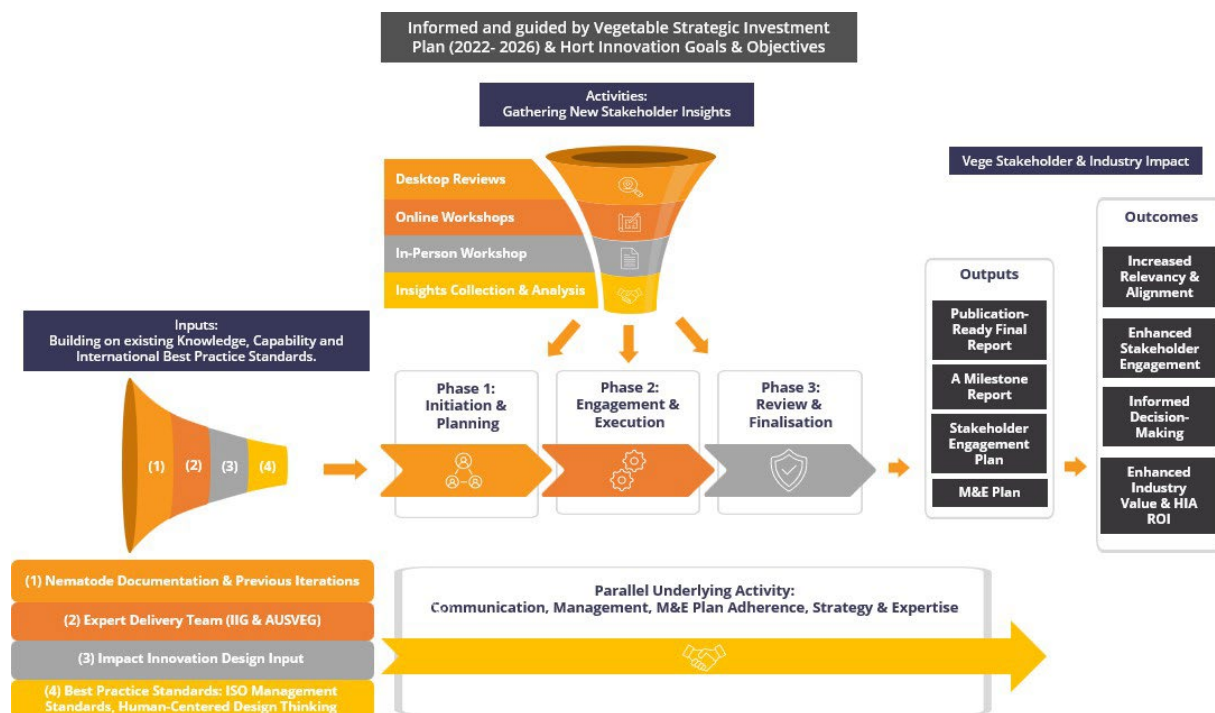 Informed and guided by Vegetable Strategic Investment
Plan (2022- 2026) & Hort Innovation Goals & Objectives
Activities:
Gathering New Stakeholder Insights
Desktop Reviews
Online Workshops
In-Person Workshop
Insights Collection & Analysis
Inputs:
Building on existing Knowledge, Capability and
International Best Practice Standards.
(1)
(2)
(3)
(4)
(1) Nematode Documentation & Previous Iterations
(2) Expert Delivery Team (IIG & AUSVEG)
(3) Impact Innovation Design Input
(4) Best Practice Standards: ISO Management
Standards, Human-Centered Design Thinking
Phase 1:
Initiation &
Planning
Phase 2:
Engagement &
Execution
Phase 3:
Review &
Finalisation
Parallel Underlying Activity:
Communication, Management, M&E Plan Adherence, Strategy & Expertise
Vege Stakeholder & Industry Impact
Outputs
Publication-
Ready Final
Report
A Milestone
Report
Stakeholder
Engagement
Plan
M&E Plan
Outcomes
Increased
Relevancy &
Alignment
Enhanced
Stakeholder
Engagement
Informed
Decision-
Making
Enhanced
Industry
Value & HIA
ROI